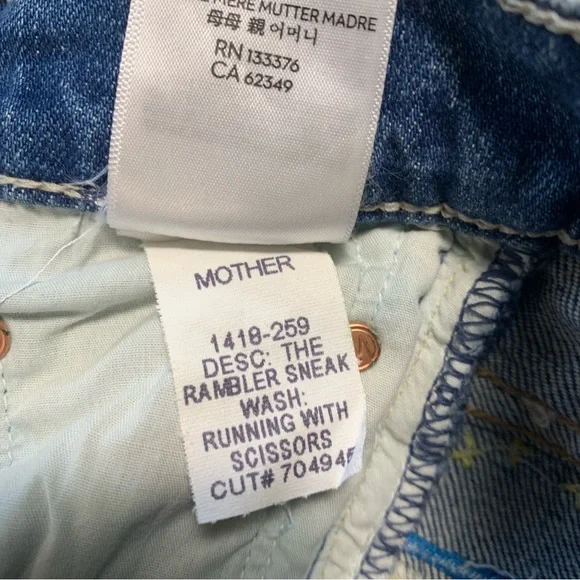 MERE MUTTER MADRE
母母 親 어머니
RN 133376
CA 62349
MOTHER
1418-259
DESC: THE
RAMBLER SNEAK
WASH:
RUNNING WITH
SCISSORS
CUT#